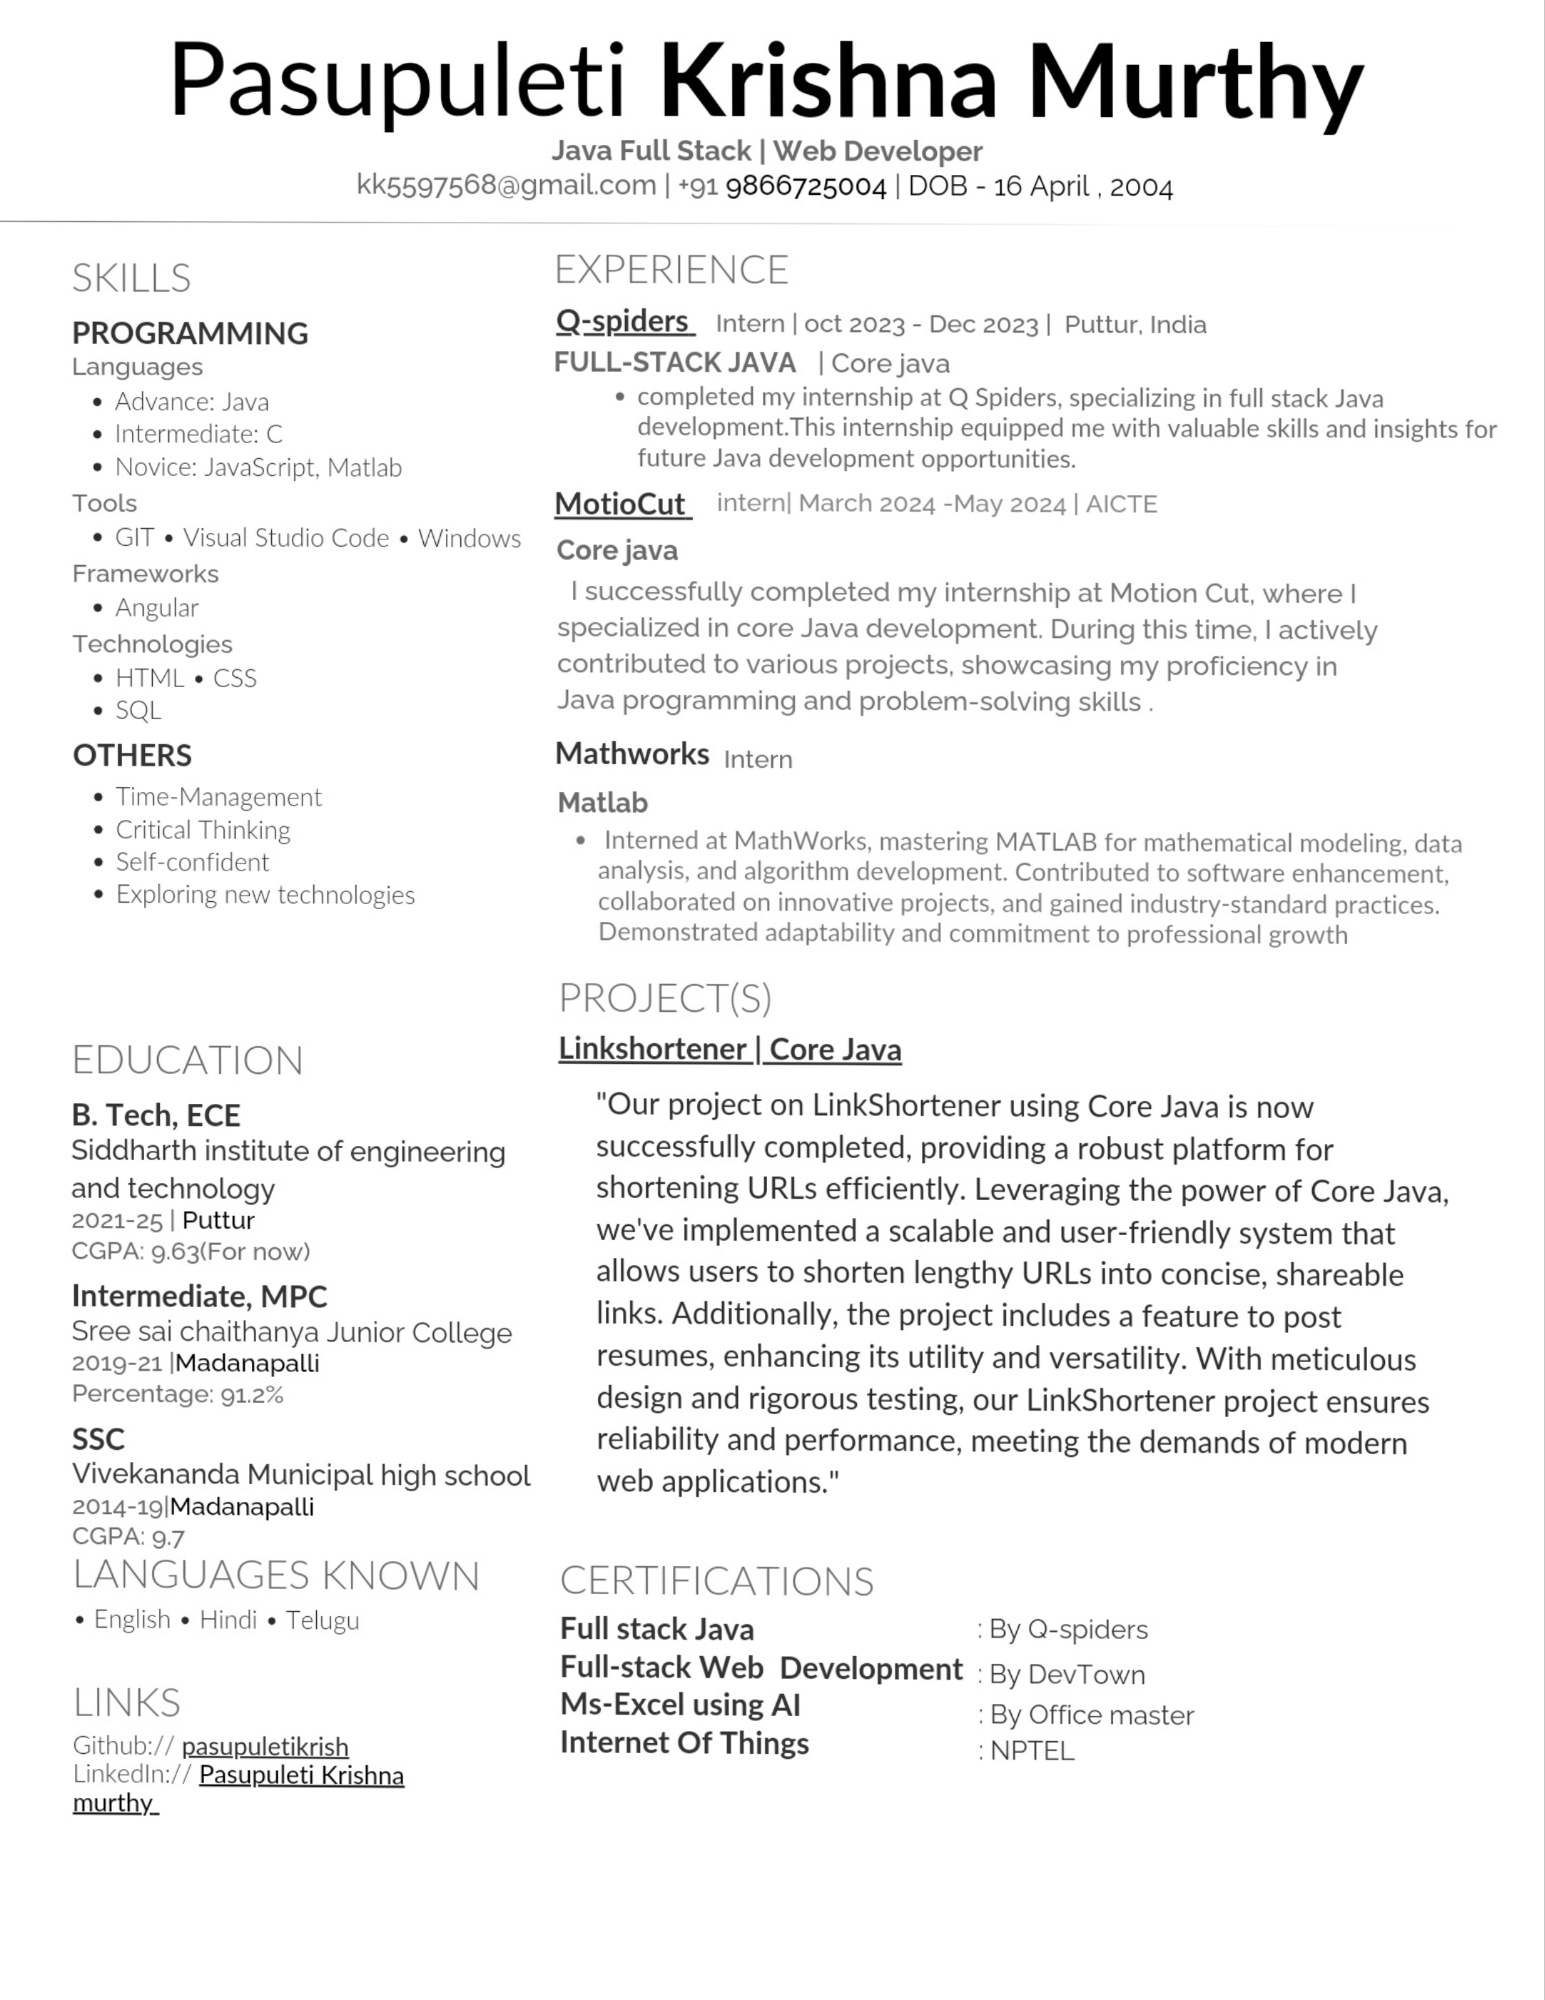 Pasupuleti Krishna Murthy
Java Full Stack | Web Developer
kk5597568@gmail.com | +91 9866725004 | DOB - 16 April , 2004
SKILLS
PROGRAMMING
Languages
• Advance: Java
• Intermediate: C
• Novice: JavaScript, Matlab
Tools
• GIT • Visual Studio Code • Windows
Frameworks
• Angular
Technologies
• HTML • CSS
• SQL
OTHERS
• Time-Management
• Critical Thinking
• Self-confident
• Exploring new technologies
EDUCATION
B. Tech, ECE
Siddharth institute of engineering
and technology
2021-25 | Puttur
CGPA: 9.63(For now)
Intermediate, MPC
Sree sai chaithanya Junior College
2019-21 |Madanapalli
Percentage: 91.2%
SSC
Vivekananda Municipal high school
2014-19|Madanapalli
CGPA: 9.7
LANGUAGES KNOWN
• English • Hindi • Telugu
LINKS
Github:// pasupuletikrish
LinkedIn:// Pasupuleti Krishna
murthy
EXPERIENCE
Q-spiders Intern | oct 2023 - Dec 2023 | Puttur, India
FULL-STACK JAVA | Core java
• completed my internship at Q Spiders, specializing in full stack Java
development.This internship equipped me with valuable skills and insights for
future Java development opportunities.
MotioCut intern| March 2024 -May 2024 | AICTE
Core java
I successfully completed my internship at Motion Cut, where I
specialized in core Java development. During this time, I actively
contributed to various projects, showcasing my proficiency in
Java programming and problem-solving skills .
Mathworks Intern
Matlab
• Interned at MathWorks, mastering MATLAB for mathematical modeling, data
analysis, and algorithm development. Contributed to software enhancement,
collaborated on innovative projects, and gained industry-standard practices.
Demonstrated adaptability and commitment to professional growth
PROJECT(S)
Linkshortener | Core Java
"Our project on LinkShortener using Core Java is now
successfully completed, providing a robust platform for
shortening URLs efficiently. Leveraging the power of Core Java,
we've implemented a scalable and user-friendly system that
allows users to shorten lengthy URLs into concise, shareable
links. Additionally, the project includes a feature to post
resumes, enhancing its utility and versatility. With meticulous
design and rigorous testing, our LinkShortener project ensures
reliability and performance, meeting the demands of modern
web applications."
CERTIFICATIONS
Full stack Java : By Q-spiders
Full-stack Web Development : By DevTown
Ms-Excel using AI : By Office master
Internet Of Things : NPTEL